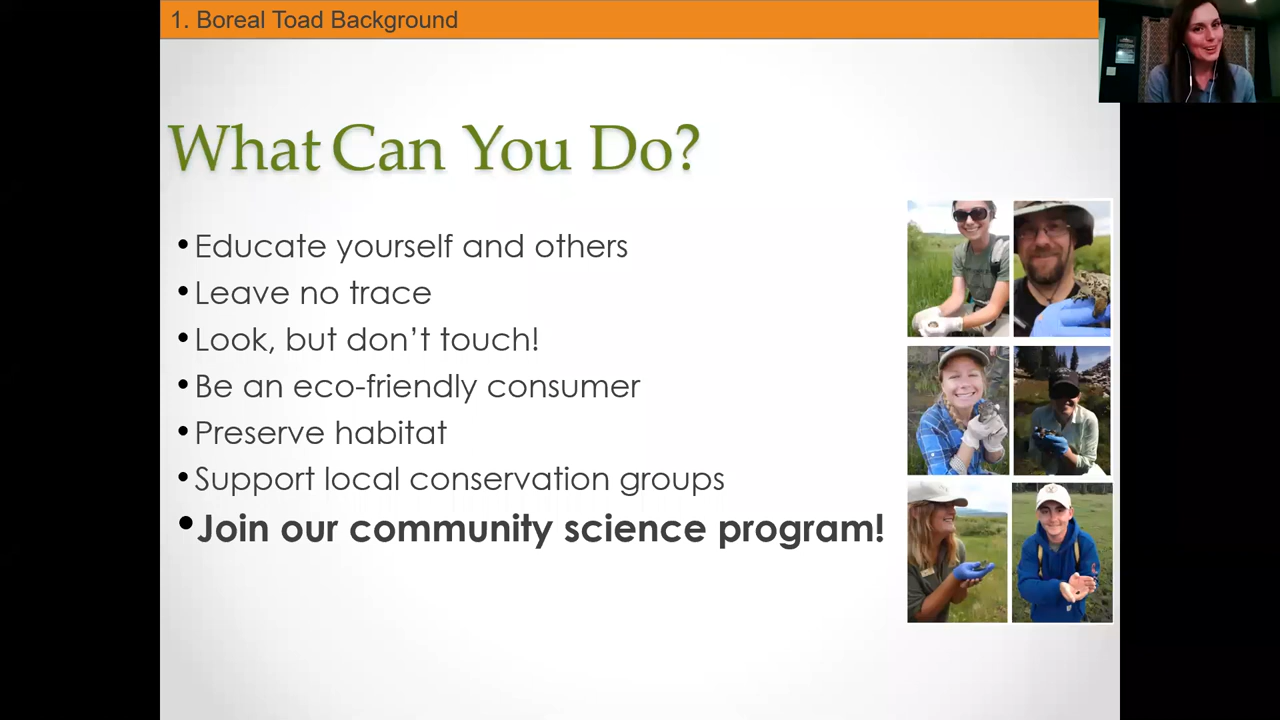 1. Boreal Toad Background
What Can You Do?
•Educate yourself and others
•Leave no trace
•Look, but don’t touch!
•Be an eco-friendly consumer
•Preserve habitat
•Support local conservation groups
•Join our community science program!